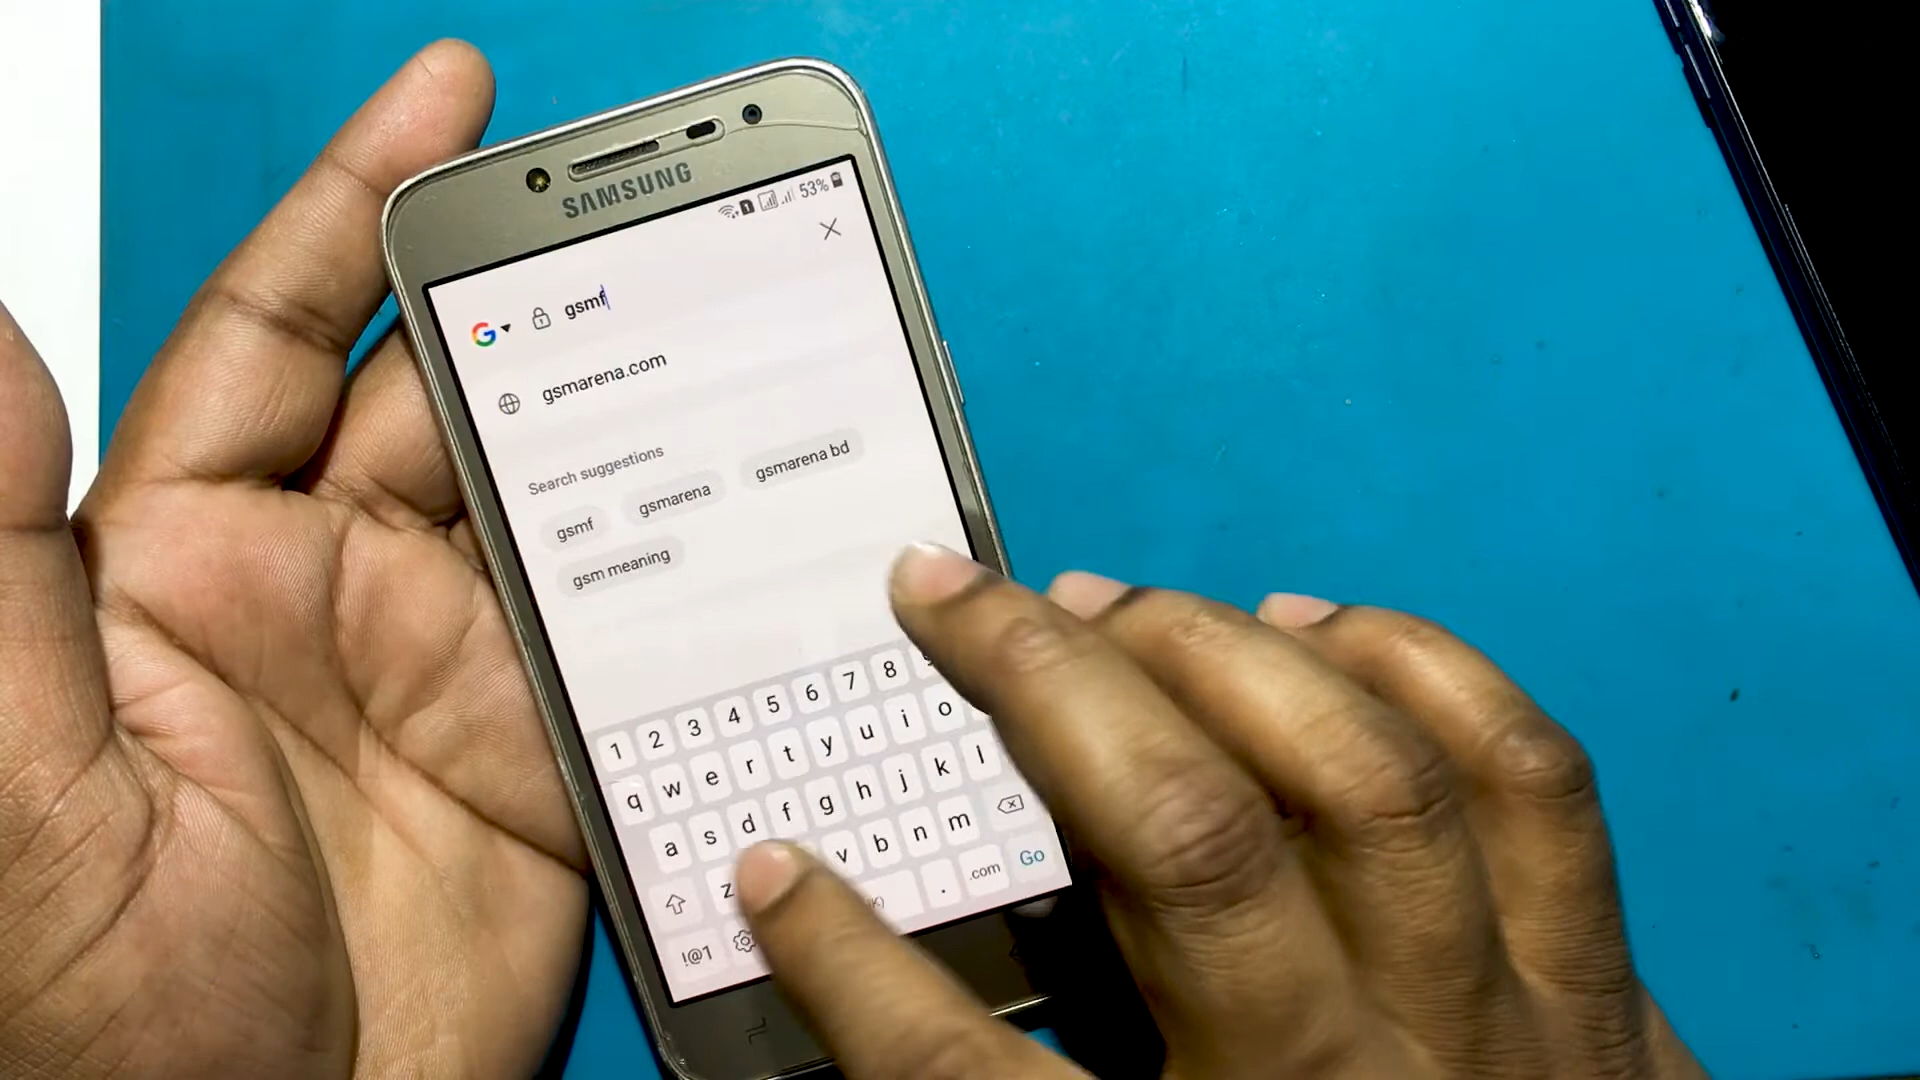 SAMSUNG
53%
gsmf
gsmarena.com
Search suggestions
gsmf gsmarena gsmarena bd
gsm meaning
1 2 3 4 5 6 7 8 9
q w e r t y u i o
a s d f g h j k l
z v b n m
!@1 . .com Go